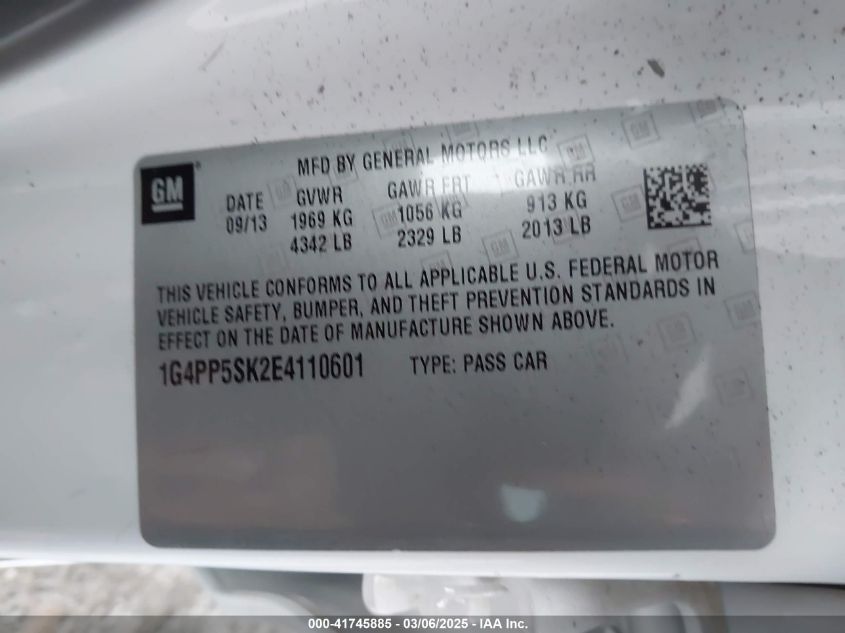 GM
MFD BY GENERAL MOTORS LLC
DATE GVWR GAWR FRT GAWR RR
09/13 1969 KG 1056 KG 913 KG
4342 LB 2329 LB 2013 LB
THIS VEHICLE CONFORMS TO ALL APPLICABLE U.S. FEDERAL MOTOR
VEHICLE SAFETY, BUMPER, AND THEFT PREVENTION STANDARDS IN
EFFECT ON THE DATE OF MANUFACTURE SHOWN ABOVE.
1G4PP5SK2E4110601 TYPE: PASS CAR
000-41745885 - 03/06/2025 - IAA Inc.